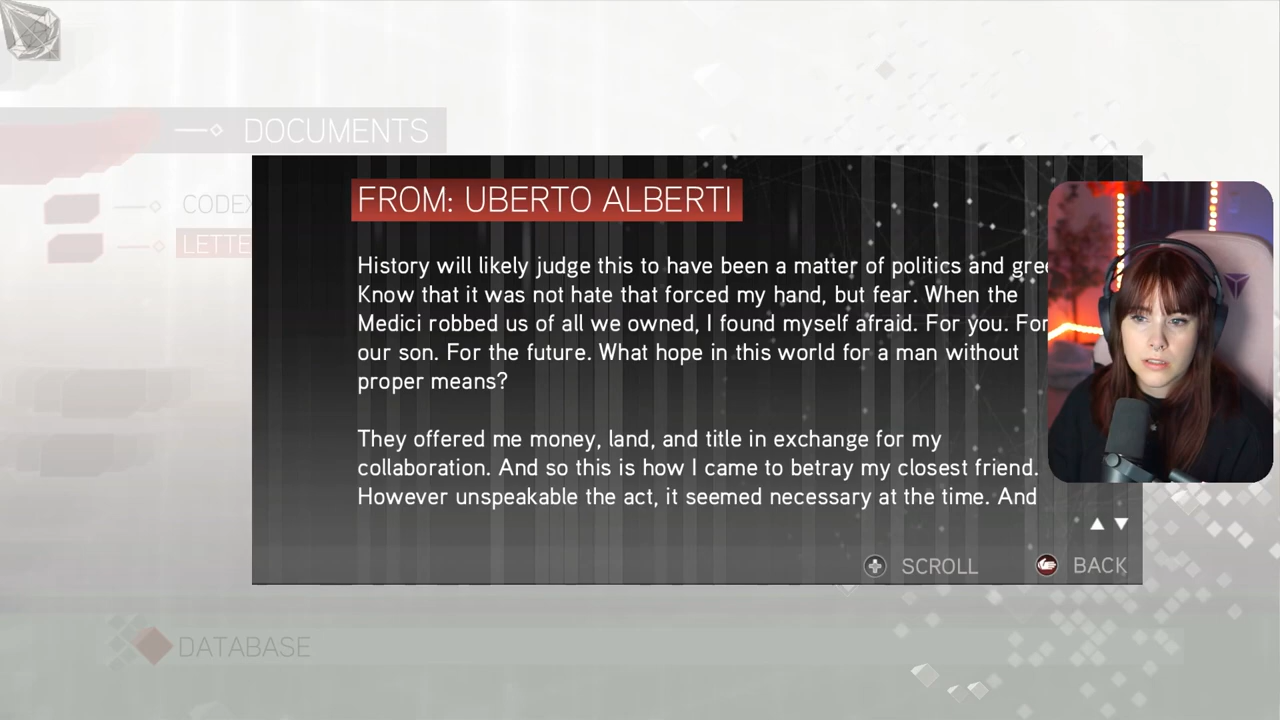 DOCUMENTS
CODEX
LETTE
FROM: UBERTO ALBERTI
History will likely judge this to have been a matter of politics and gree
Know that it was not hate that forced my hand, but fear. When the
Medici robbed us of all we owned, I found myself afraid. For you. For
our son. For the future. What hope in this world for a man without
proper means?
They offered me money, land, and title in exchange for my
collaboration. And so this is how I came to betray my closest friend.
However unspeakable the act, it seemed necessary at the time. And
SCROLL
BACK
DATABASE